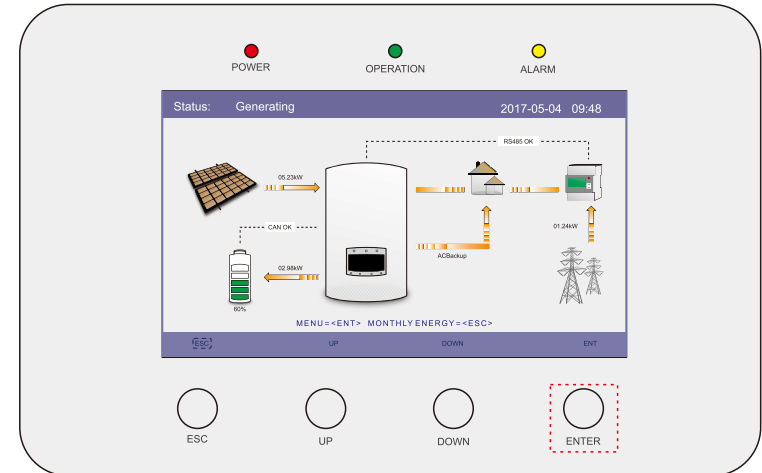 POWER
OPERATION
ALARM
Status: Generating 2017-05-04 09:48
RS485 OK
05.23kW
CAN OK
01.24kW
ACBackup
02.98kW
60%
MENU=<ENT> MONTHLY ENERGY=<ESC>
ESC UP DOWN ENT
ESC UP DOWN ENTER